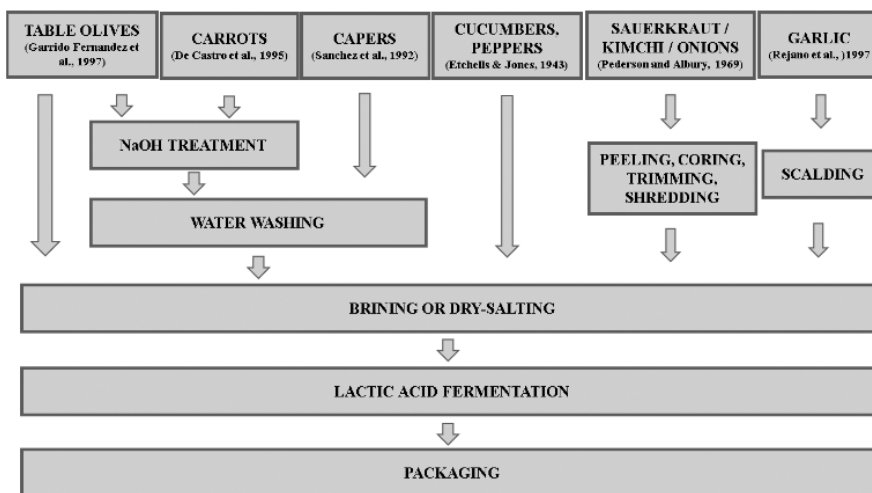 TABLE OLIVES
(Garrido Fernandez et
al., 1997)
CARROTS
(De Castro et al., 1995)
CAPERS
(Sanchez et al., 1992)
CUCUMBERS,
PEPPERS
(Etchells & Jones, 1943)
SAUERKRAUT /
KIMCHI / ONIONS
(Pederson and Albury, 1969)
GARLIC
(Rejano et al., )1997
NaOH TREATMENT
PEELING, CORING,
TRIMMING,
SHREDDING
SCALDING
WATER WASHING
BRINING OR DRY-SALTING
LACTIC ACID FERMENTATION
PACKAGING